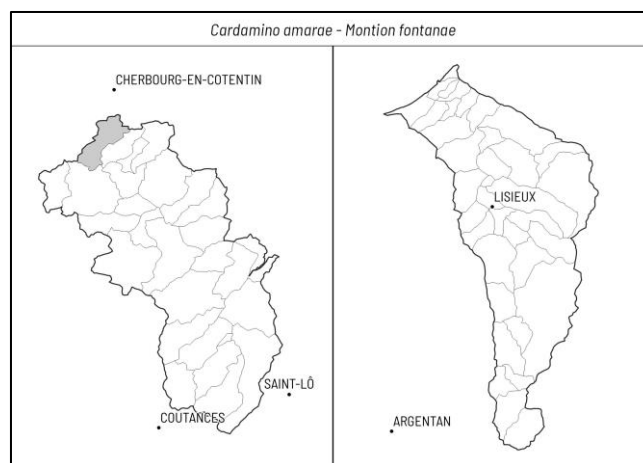 Cardamino amarae - Montion fontanae
CHERBOURG-EN-COTENTIN
SAINT-LÔ
COUTANCES
LISIEUX
ARGENTAN